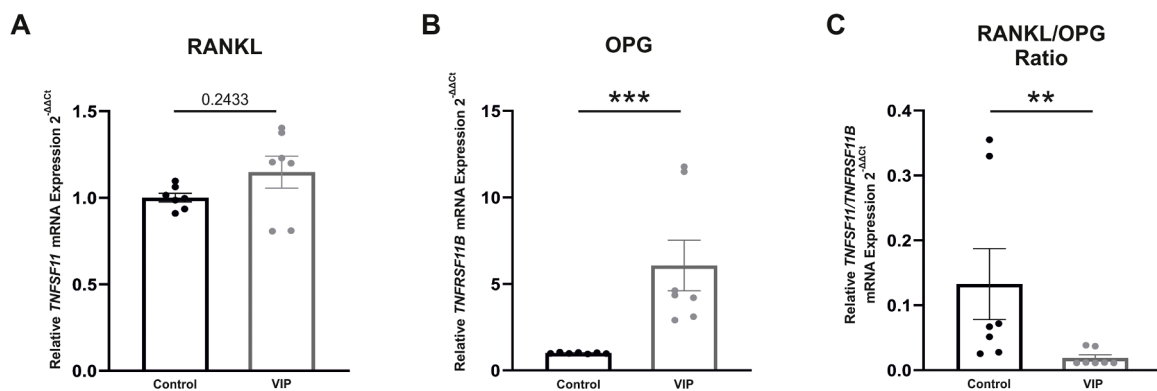 A
RANKL
Relative TNFSF11 mRNA Expression 2^-ΔΔCt
1.5
1.0
0.5
0.0
0.2433
Control
VIP
B
OPG
Relative TNFRSF11B mRNA Expression 2^-ΔΔCt
15
10
5
0
***
Control
VIP
C
RANKL/OPG
Ratio
Relative TNFSF11/TNFRSF11B
mRNA Expression 2^-ΔΔCt
0.4
0.3
0.2
0.1
0.0
**
Control
VIP